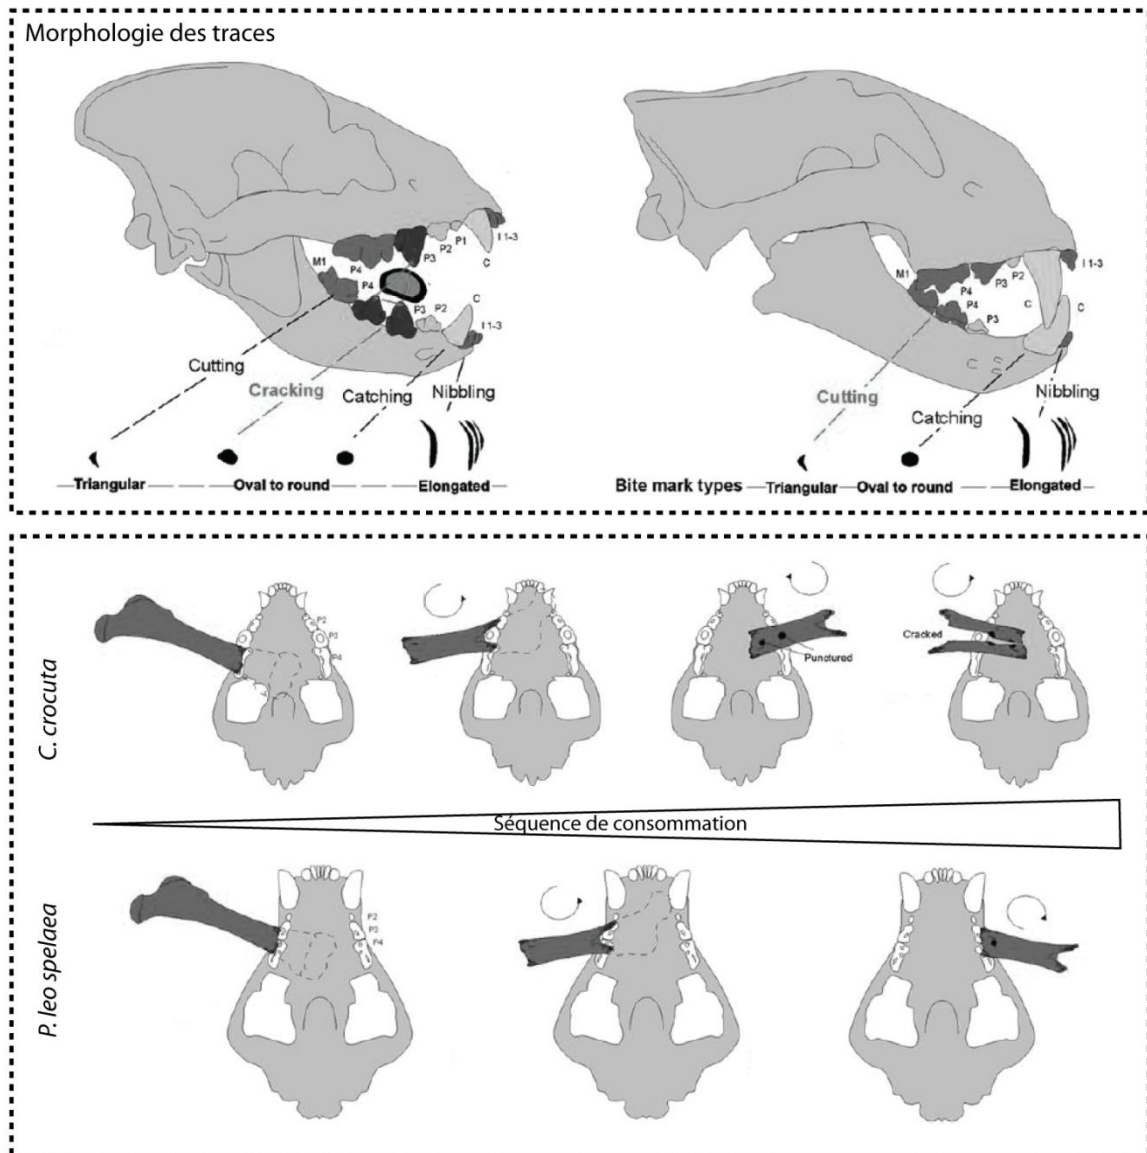 Morphologie des traces
M1
P4
P3
P2
P1
I 1-3
C
P4
P3
P2
C
I 1-3
Cutting
Cracking
Catching
Nibbling
Triangular
Oval to round
Elongated
M1
P4
P3
P2
I 1-3
C
C
P4
P3
Cutting
Catching
Nibbling
Bite mark types
Triangular
Oval to round
Elongated
C. crocuta
P2
P3
P4
Punctured
Cracked
Séquence de consommation
P. leo spelaea
P2
P3
P4